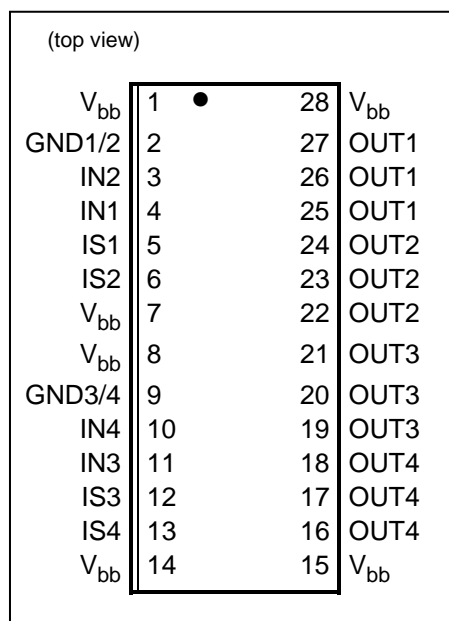 (top view)
Vbb 1 28 Vbb
GND1/2 2 27 OUT1
IN2 3 26 OUT1
IN1 4 25 OUT1
IS1 5 24 OUT2
IS2 6 23 OUT2
Vbb 7 22 OUT2
Vbb 8 21 OUT3
GND3/4 9 20 OUT3
IN4 10 19 OUT3
IN3 11 18 OUT4
IS3 12 17 OUT4
IS4 13 16 OUT4
Vbb 14 15 Vbb